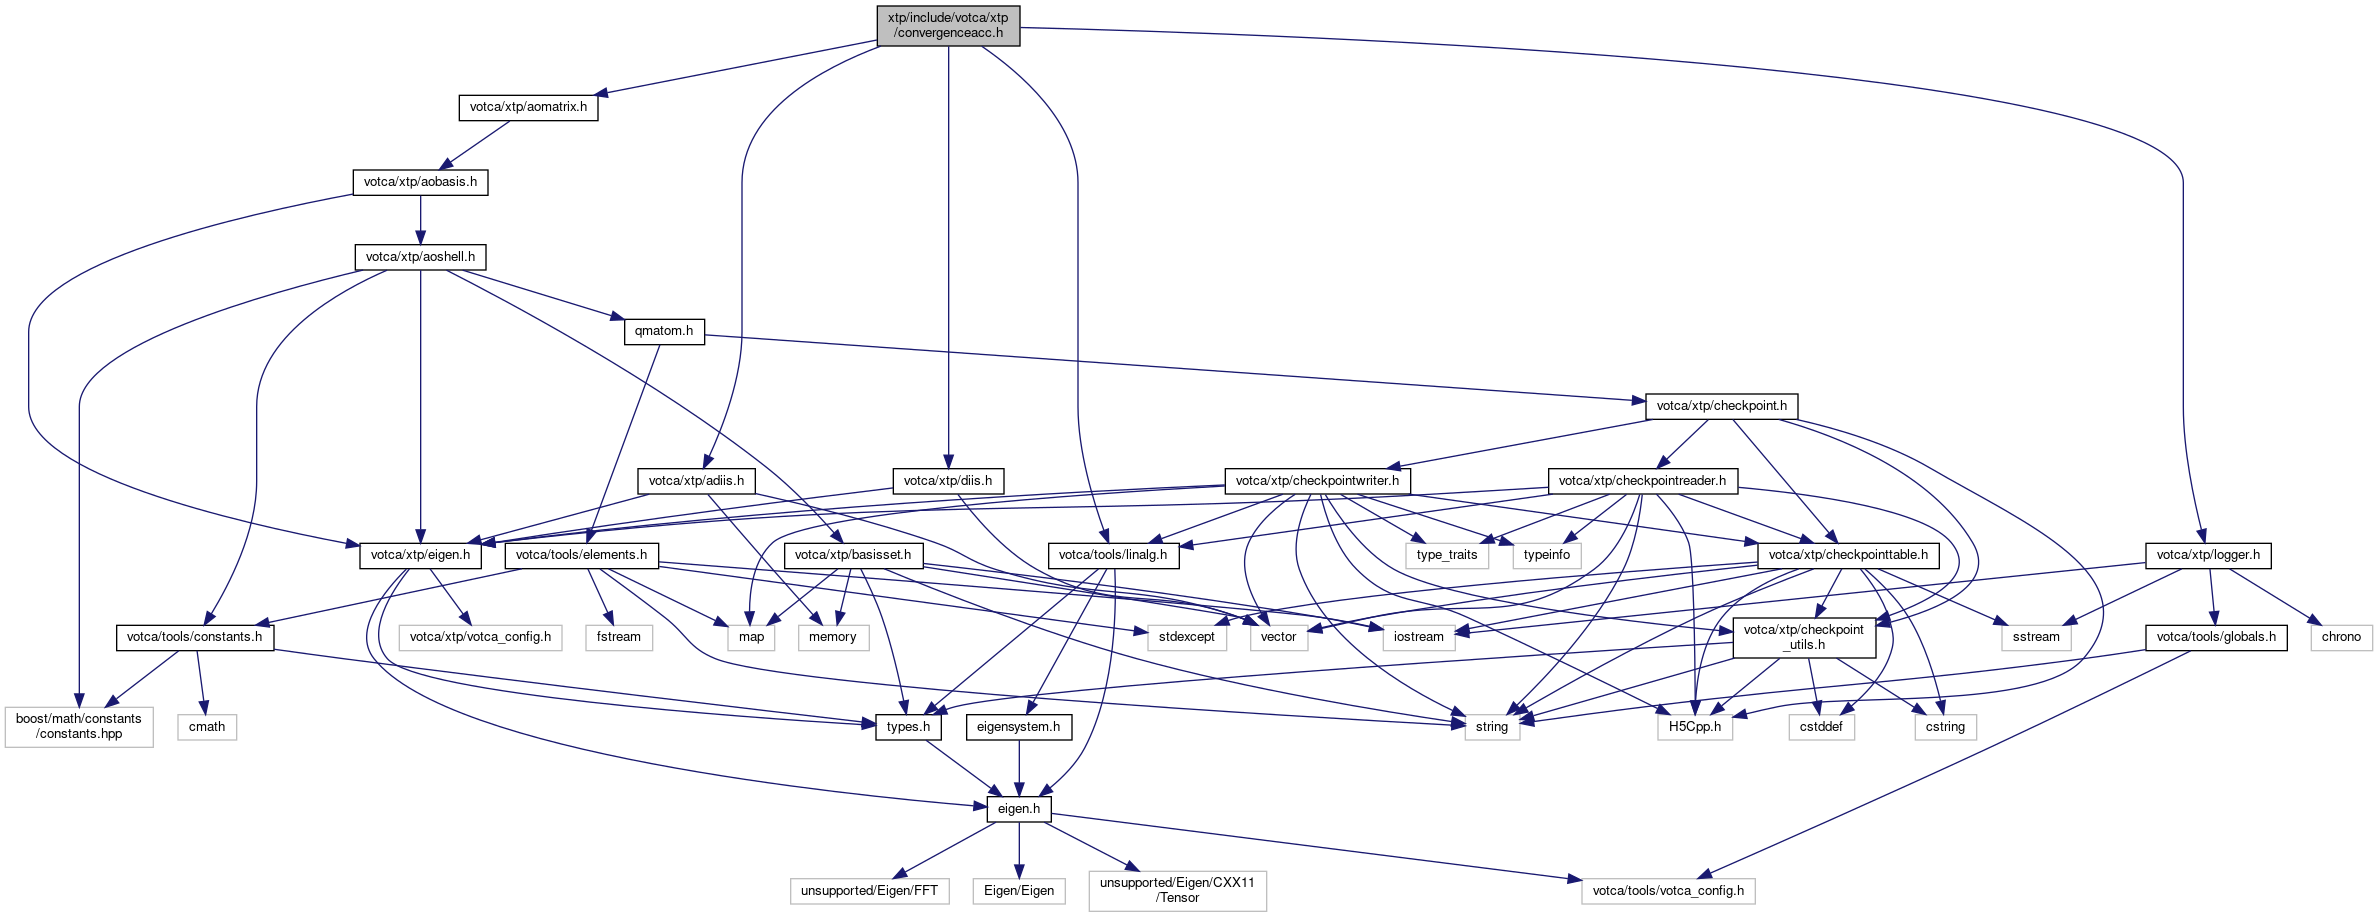 xtp/include/votca/xtp
/convergenceacc.h
votca/xtp/aomatrix.h
votca/xtp/aobasis.h
votca/xtp/aoshell.h
qmatom.h
votca/xtp/checkpoint.h
votca/xtp/adiis.h
votca/xtp/diis.h
votca/xtp/checkpointwriter.h
votca/xtp/checkpointreader.h
votca/xtp/eigen.h
votca/tools/elements.h
votca/xtp/basisset.h
votca/tools/linalg.h
type_traits
typeinfo
votca/xtp/checkpointtable.h
votca/xtp/logger.h
votca/tools/constants.h
votca/xtp/votca_config.h
fstream
map
memory
stdexcept
vector
iostream
votca/xtp/checkpoint
_utils.h
sstream
votca/tools/globals.h
chrono
boost/math/constants
/constants.hpp
cmath
types.h
eigensystem.h
string
H5Cpp.h
cstddef
cstring
eigen.h
unsupported/Eigen/FFT
Eigen/Eigen
unsupported/Eigen/CXX11
/Tensor
votca/tools/votca_config.h